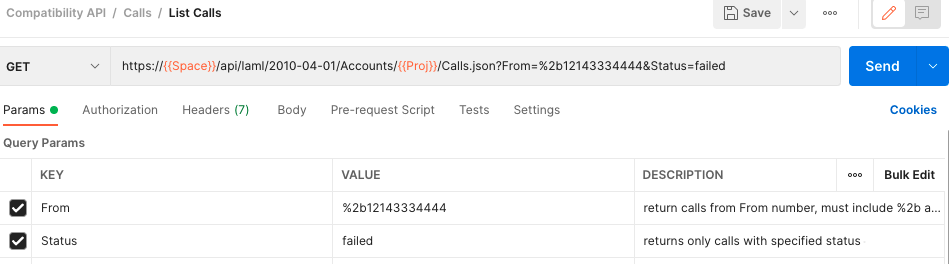 Compatibility API / Calls / List Calls
Save
GET https://{{Space}}/api/laml/2010-04-01/Accounts/{{Proj}}/Calls.json?From=%2b12143334444&Status=failed Send
Params Authorization Headers (7) Body Pre-request Script Tests Settings Cookies
Query Params
KEY VALUE DESCRIPTION Bulk Edit
From %2b12143334444 return calls from From number, must include %2b a...
Status failed returns only calls with specified status